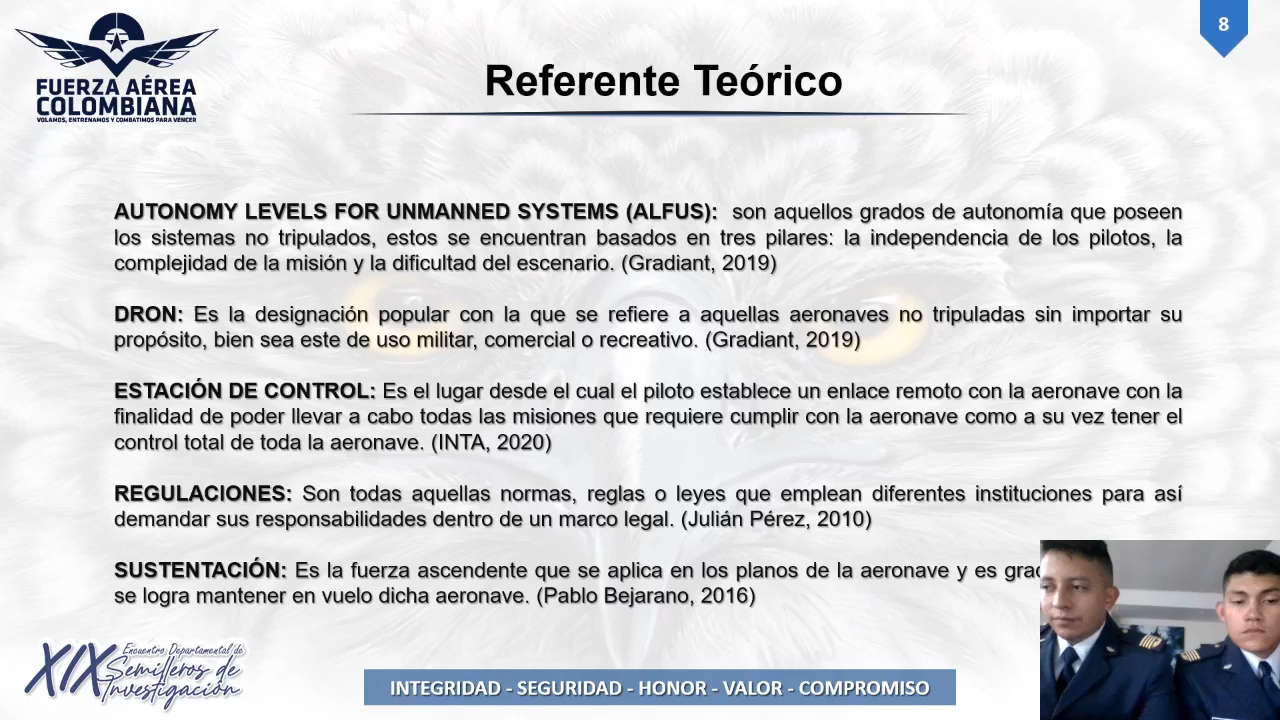 8
FUERZA AÉREA
COLOMBIANA
VOLAMOS, ENTRENAMOS Y COMBATIMOS PARA VENCER
Referente Teórico
AUTONOMY LEVELS FOR UNMANNED SYSTEMS (ALFUS): son aquellos grados de autonomía que poseen
los sistemas no tripulados, estos se encuentran basados en tres pilares: la independencia de los pilotos, la
complejidad de la misión y la dificultad del escenario. (Gradiant, 2019)
DRON: Es la designación popular con la que se refiere a aquellas aeronaves no tripuladas sin importar su
propósito, bien sea este de uso militar, comercial o recreativo. (Gradiant, 2019)
ESTACIÓN DE CONTROL: Es el lugar desde el cual el piloto establece un enlace remoto con la aeronave con la
finalidad de poder llevar a cabo todas las misiones que requiere cumplir con la aeronave como a su vez tener el
control total de toda la aeronave. (INTA, 2020)
REGULACIONES: Son todas aquellas normas, reglas o leyes que emplean diferentes instituciones para así
demandar sus responsabilidades dentro de un marco legal. (Julián Pérez, 2010)
SUSTENTACIÓN: Es la fuerza ascendente que se aplica en los planos de la aeronave y es
se logra mantener en vuelo dicha aeronave. (Pablo Bejarano, 2016)
XIX Encuentro Departamental de
Semilleros de
Investigación
INTEGRIDAD - SEGURIDAD - HONOR - VALOR - COMPROMISO